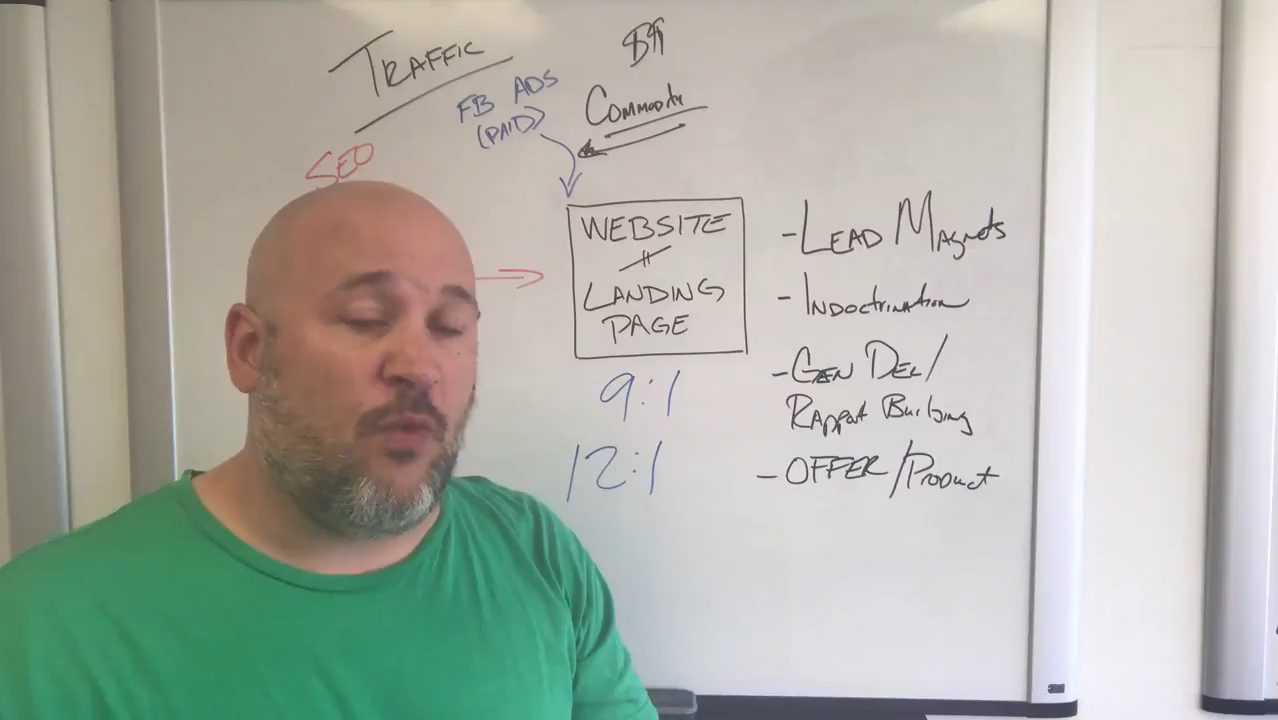 TRAFFIC
$$
FB ADS
(PAID)
Commodity
SEO
WEBSITE
≠
LANDING
PAGE
9:1
12:1
- LEAD Magnets
- Indoctrination
- GEN DEL/
Rapport Building
- OFFER/Product